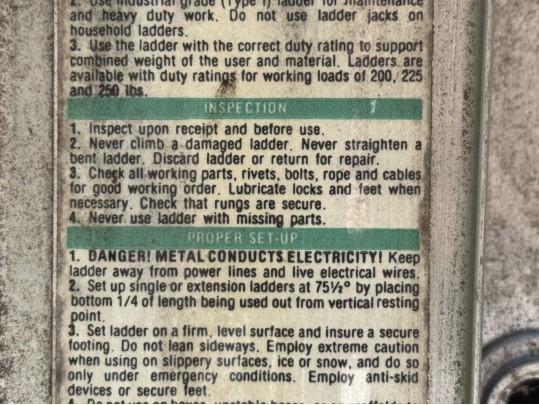 2. Use industrial grade (Type I) ladder for maintenance
and heavy duty work. Do not use ladder jacks on
household ladders.
3. Use the ladder with the correct duty rating to support
combined weight of the user and material. Ladders are
available with duty ratings for working loads of 200, 225
and 250 lbs.
INSPECTION
1. Inspect upon receipt and before use.
2. Never climb a damaged ladder. Never straighten a
bent ladder. Discard ladder or return for repair.
3. Check all working parts, rivets, bolts, rope and cables
for good working order. Lubricate locks and feet when
necessary. Check that rungs are secure.
4. Never use ladder with missing parts.
PROPER SET-UP
1. DANGER! METAL CONDUCTS ELECTRICITY! Keep
ladder away from power lines and live electrical wires.
2. Set up single or extension ladders at 75½° by placing
bottom 1/4 of length being used out from vertical resting
point.
3. Set ladder on a firm, level surface and insure a secure
footing. Do not lean sideways. Employ extreme caution
when using on slippery surfaces, ice or snow, and do so
only under emergency conditions. Employ anti-skid
devices or secure feet.
4. Do not use on boxes, unstable bases,